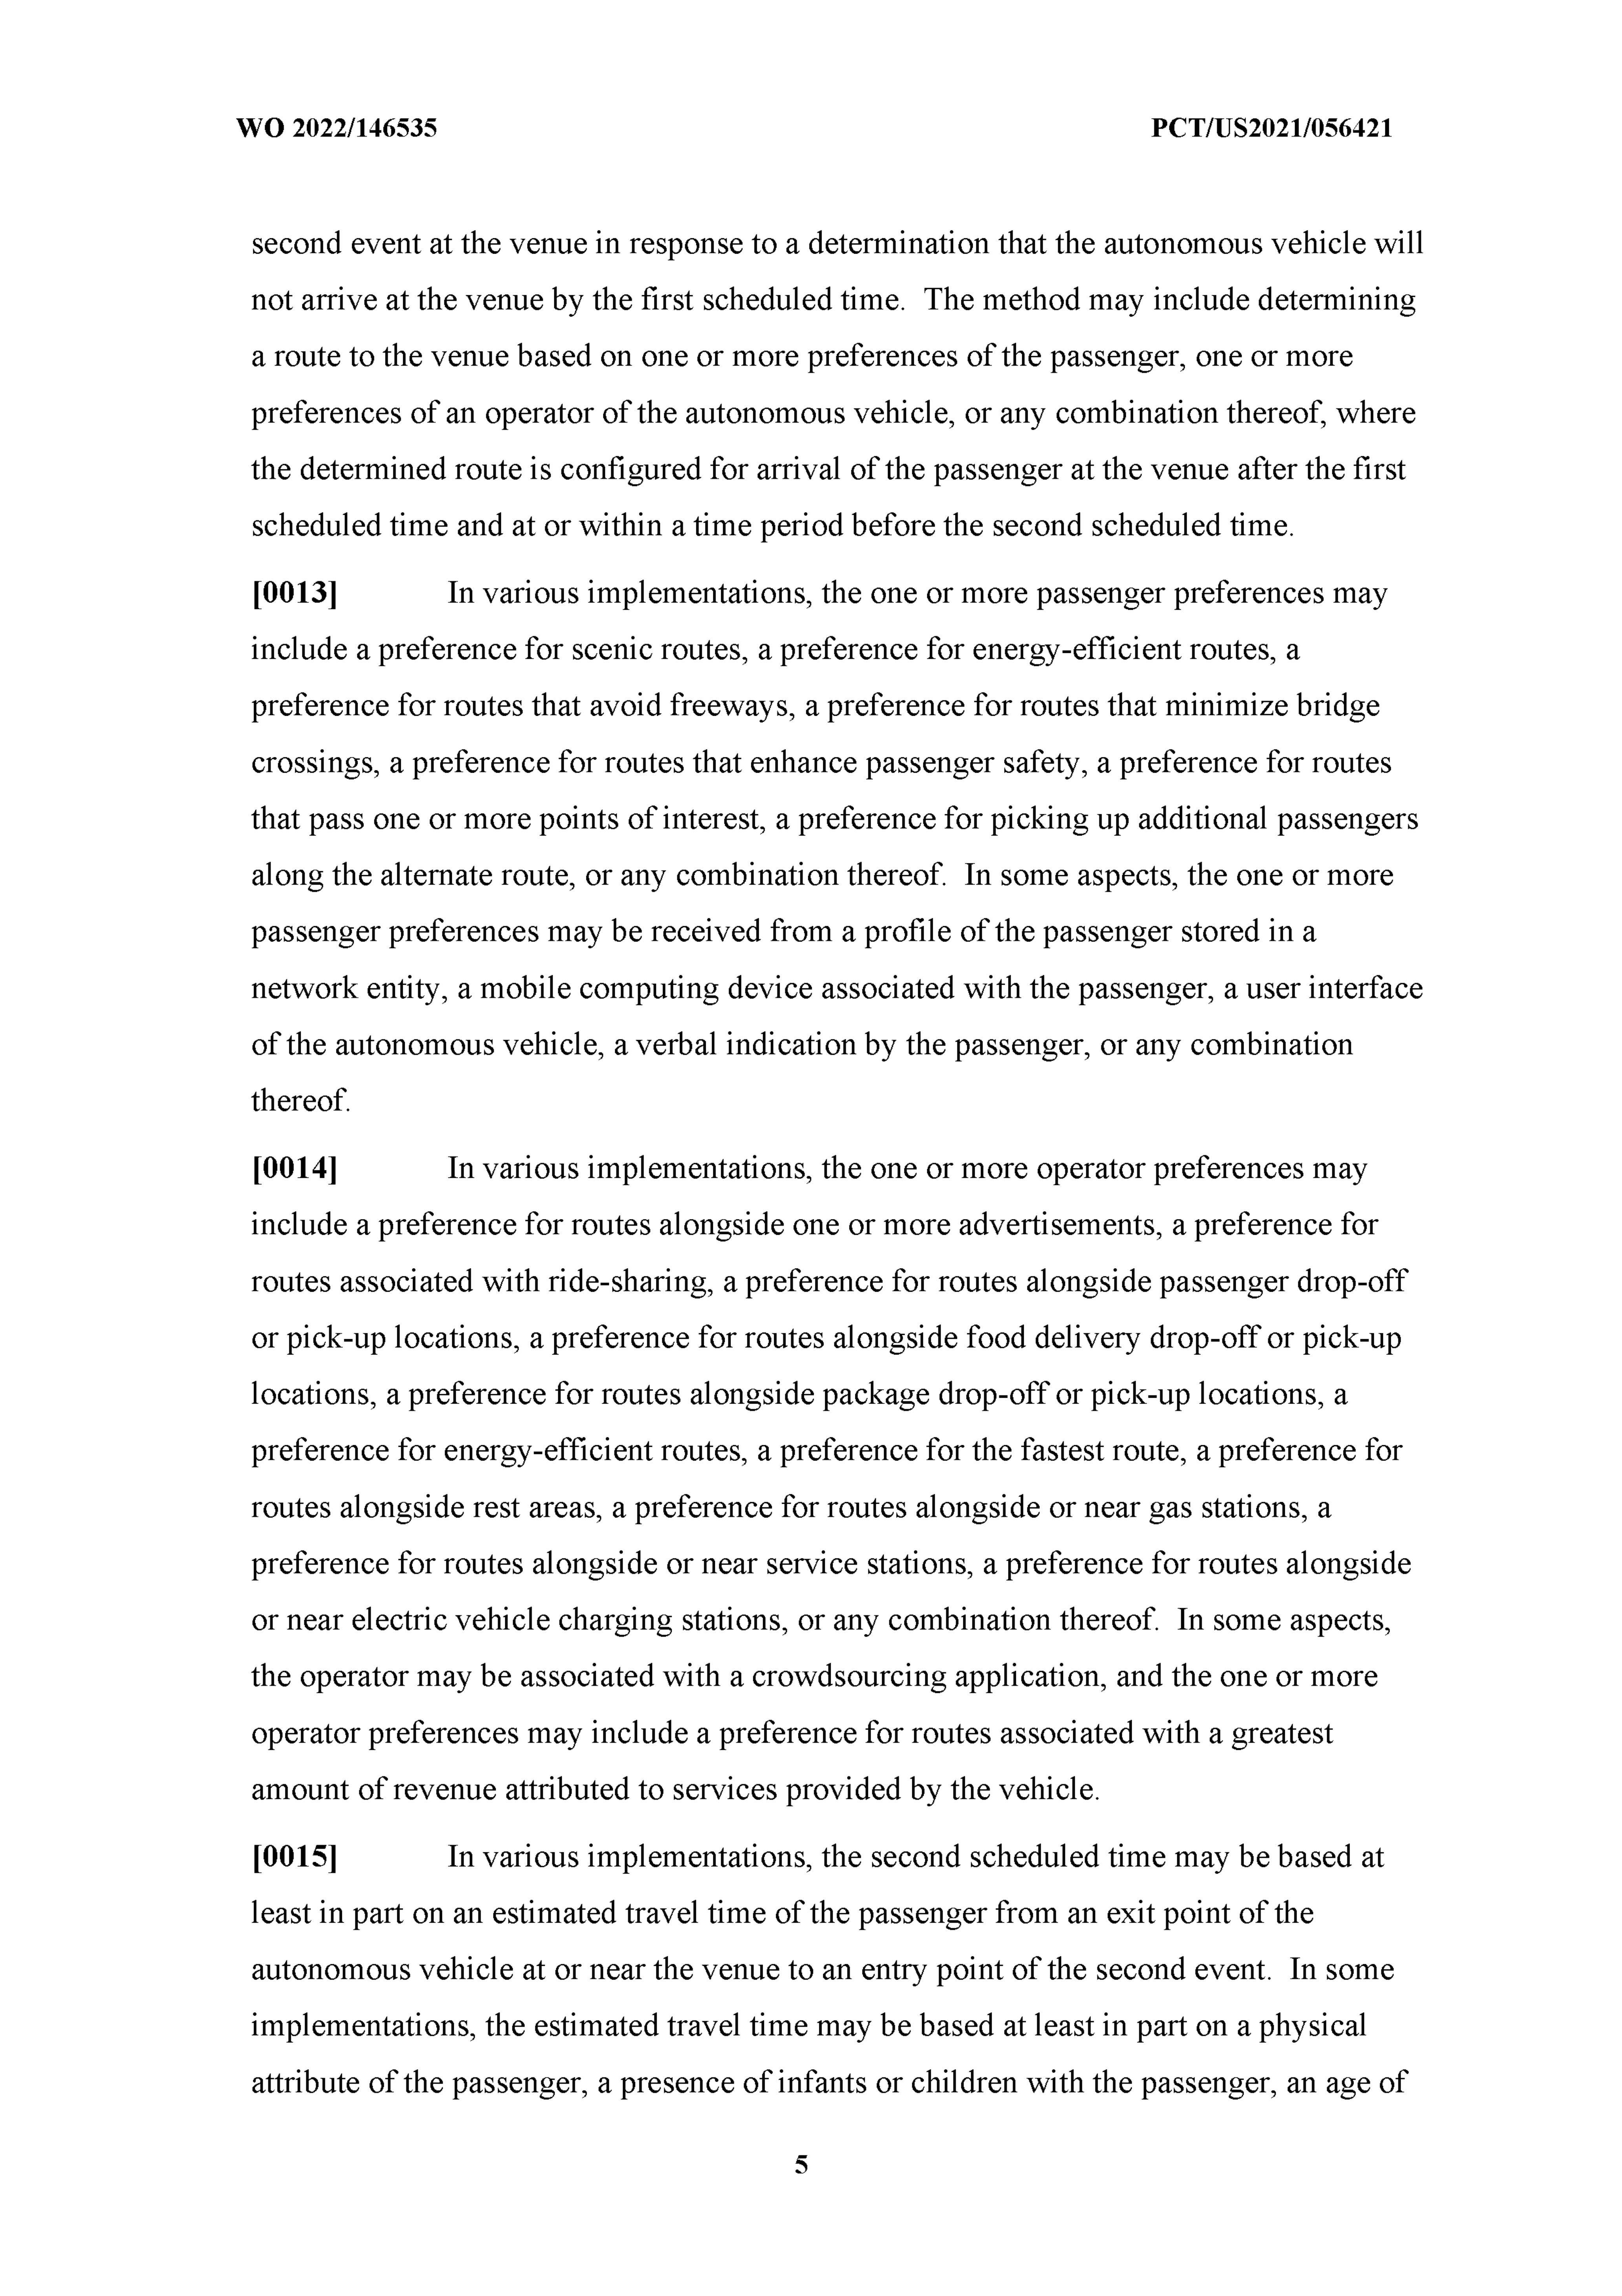 WO 2022/146535 PCT/US2021/056421
second event at the venue in response to a determination that the autonomous vehicle will
not arrive at the venue by the first scheduled time.  The method may include determining
a route to the venue based on one or more preferences of the passenger, one or more
preferences of an operator of the autonomous vehicle, or any combination thereof, where
the determined route is configured for arrival of the passenger at the venue after the first
scheduled time and at or within a time period before the second scheduled time.
[0013] In various implementations, the one or more passenger preferences may
include a preference for scenic routes, a preference for energy-efficient routes, a
preference for routes that avoid freeways, a preference for routes that minimize bridge
crossings, a preference for routes that enhance passenger safety, a preference for routes
that pass one or more points of interest, a preference for picking up additional passengers
along the alternate route, or any combination thereof.  In some aspects, the one or more
passenger preferences may be received from a profile of the passenger stored in a
network entity, a mobile computing device associated with the passenger, a user interface
of the autonomous vehicle, a verbal indication by the passenger, or any combination
thereof.
[0014] In various implementations, the one or more operator preferences may
include a preference for routes alongside one or more advertisements, a preference for
routes associated with ride-sharing, a preference for routes alongside passenger drop-off
or pick-up locations, a preference for routes alongside food delivery drop-off or pick-up
locations, a preference for routes alongside package drop-off or pick-up locations, a
preference for energy-efficient routes, a preference for the fastest route, a preference for
routes alongside rest areas, a preference for routes alongside or near gas stations, a
preference for routes alongside or near service stations, a preference for routes alongside
or near electric vehicle charging stations, or any combination thereof.  In some aspects,
the operator may be associated with a crowdsourcing application, and the one or more
operator preferences may include a preference for routes associated with a greatest
amount of revenue attributed to services provided by the vehicle.
[0015] In various implementations, the second scheduled time may be based at
least in part on an estimated travel time of the passenger from an exit point of the
autonomous vehicle at or near the venue to an entry point of the second event.  In some
implementations, the estimated travel time may be based at least in part on a physical
attribute of the passenger, a presence of infants or children with the passenger, an age of
5